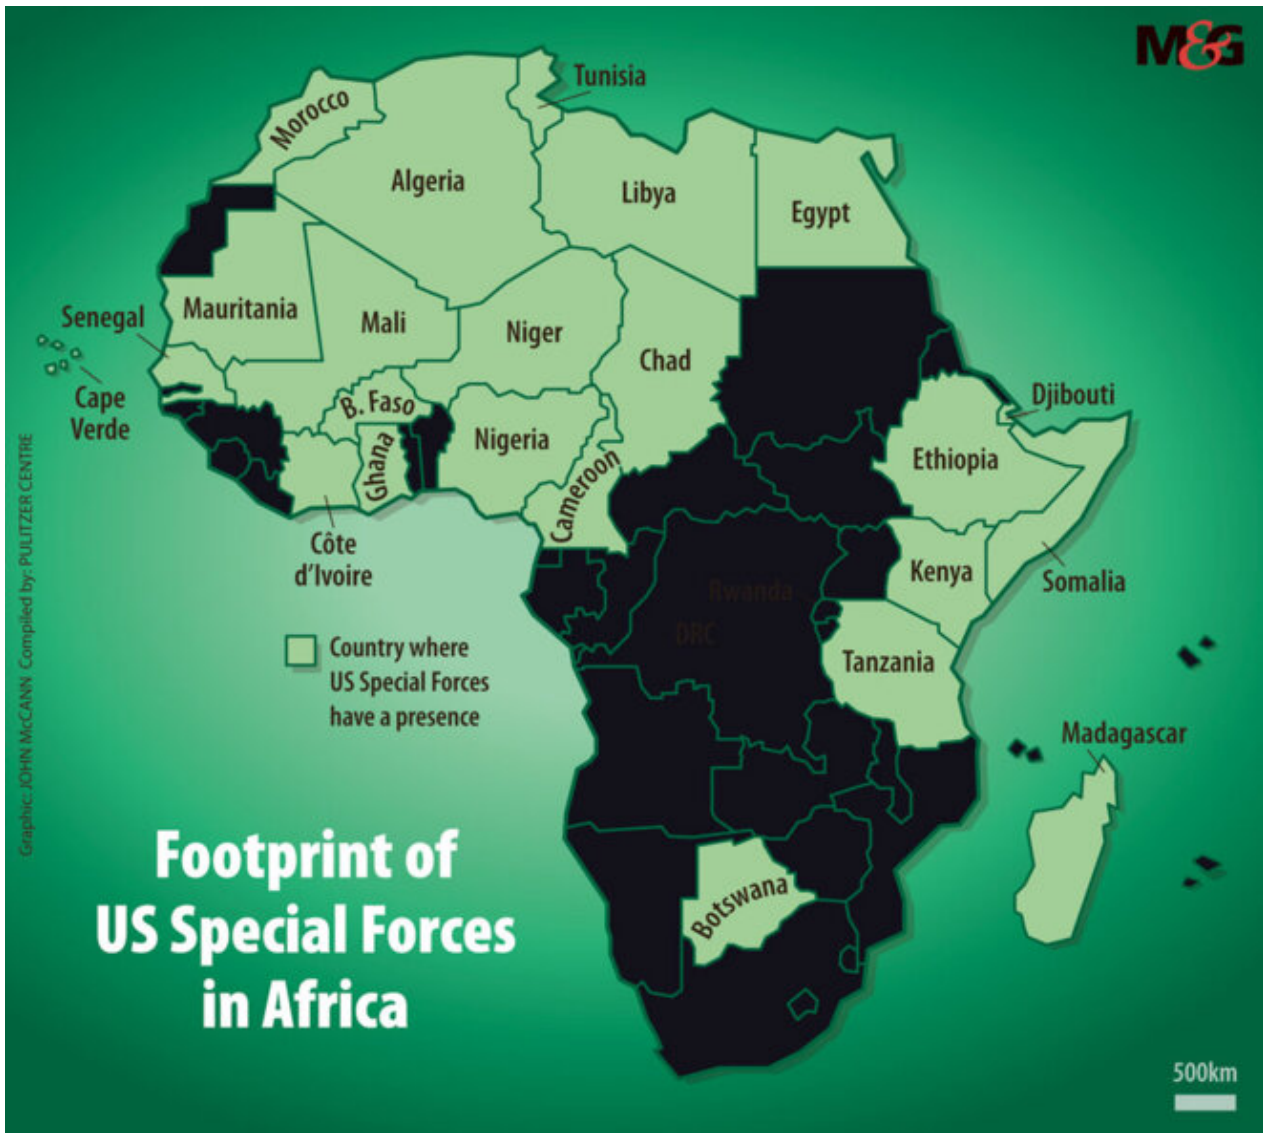 M&G
Tunisia
Morocco
Algeria
Libya
Egypt
Senegal
Mauritania
Mali
Niger
Chad
Cape
Verde
B. Faso
Djibouti
Nigeria
Ghana
Ethiopia
Cameroon
Côte
d'Ivoire
Kenya
Somalia
Rwanda
DRC
Country where
US Special Forces
have a presence
Tanzania
Madagascar
Botswana
Footprint of
US Special Forces
in Africa
500km
Graphic: JOHN McCANN Compiled by: PULITZER CENTRE